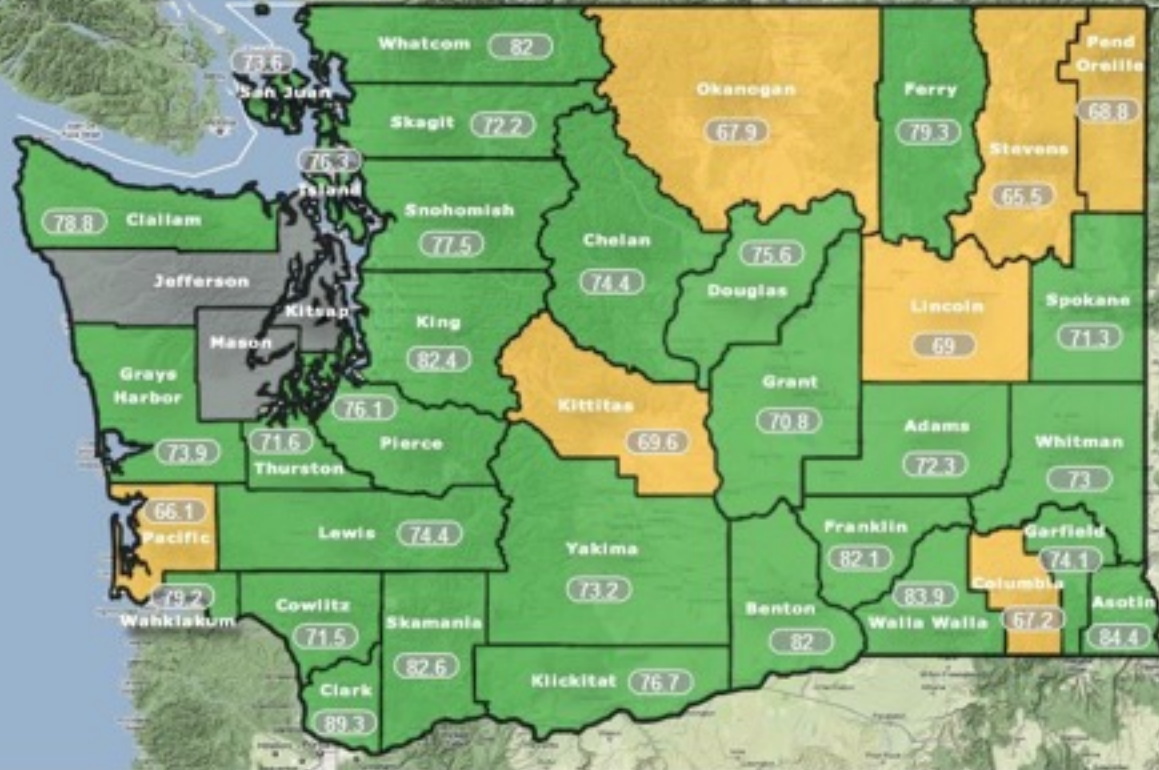 Whatcom 82
73.6
San Juan
Skagit 72.2
76.3
Island
Okanogan
67.9
Ferry
79.3
Stevens
65.5
Pend
Oreille
68.8
78.8 Clallam
Snohomish
77.5
Chelan
74.4
75.6
Douglas
Jefferson
Kitsap
Mason
King
82.4
Lincoln
69
Spokane
71.3
Grays
Harbor
73.9
76.1
Pierce
71.6
Thurston
Kittitas
69.6
Grant
70.8
Adams
72.3
Whitman
73
66.1
Pacific
Lewis 74.4
Yakima
73.2
Franklin
82.1
Garfield
74.1
Columbia
67.2
79.2
Wahkiakum
Cowlitz
71.5
Skamania
82.6
Benton
82
83.9
Walla Walla
Asotin
84.4
Clark
89.3
Klickitat 76.7